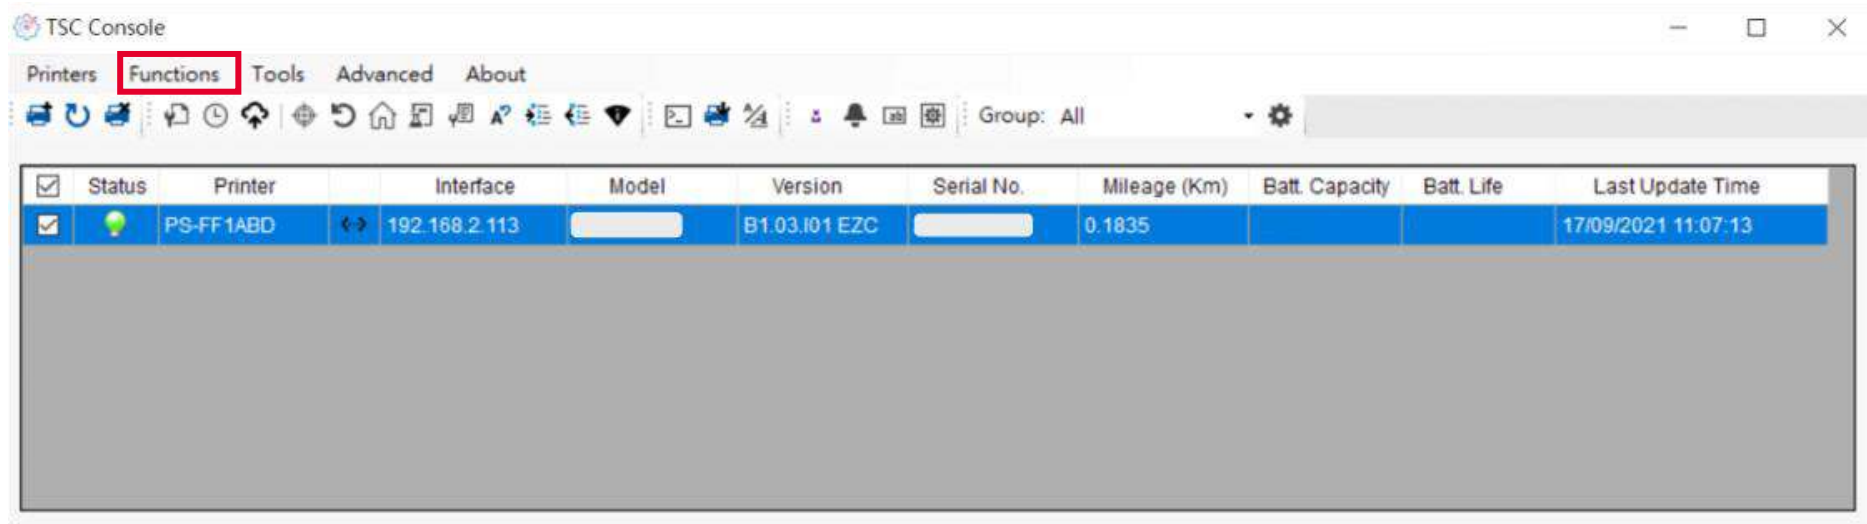 TSC Console
Printers Functions Tools Advanced About
Group: All
Status Printer Interface Model Version Serial No. Mileage (Km) Batt. Capacity Batt. Life Last Update Time
PS-FF1ABD 192.168.2.113 B1.03.I01 EZC 0.1835 17/09/2021 11:07:13